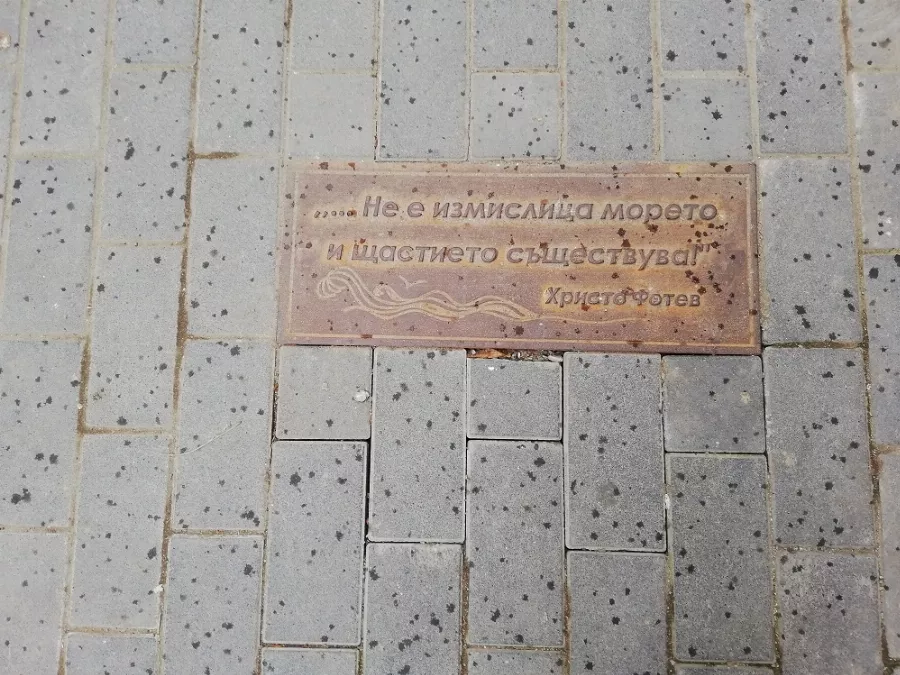 „.... Не е измислица морето
и щастието съществува!"
Христо Фотев